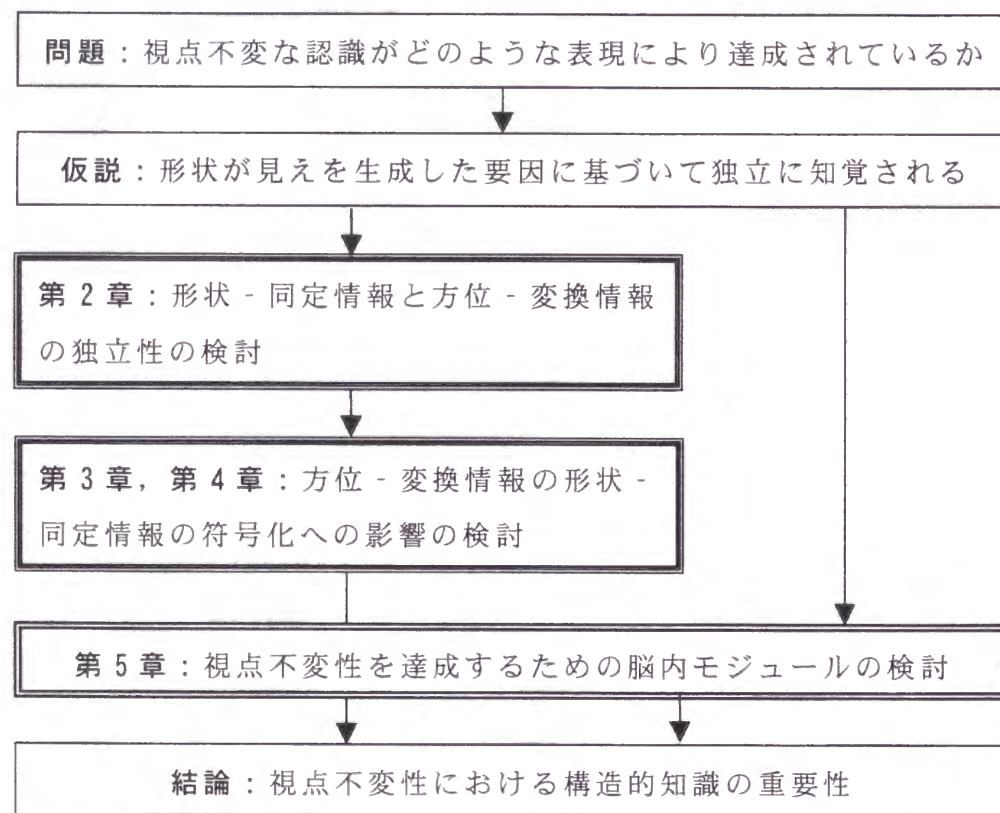 問題：視点不変な認識がどのような表現により達成されているか
仮説：形状が見えを生成した要因に基づいて独立に知覚される
第2章：形状‐同定情報と方位‐変換情報
の独立性の検討
第3章，第4章：方位‐変換情報の形状‐
同定情報の符号化への影響の検討
第5章：視点不変性を達成するための脳内モジュールの検討
結論：視点不変性における構造的知識の重要性